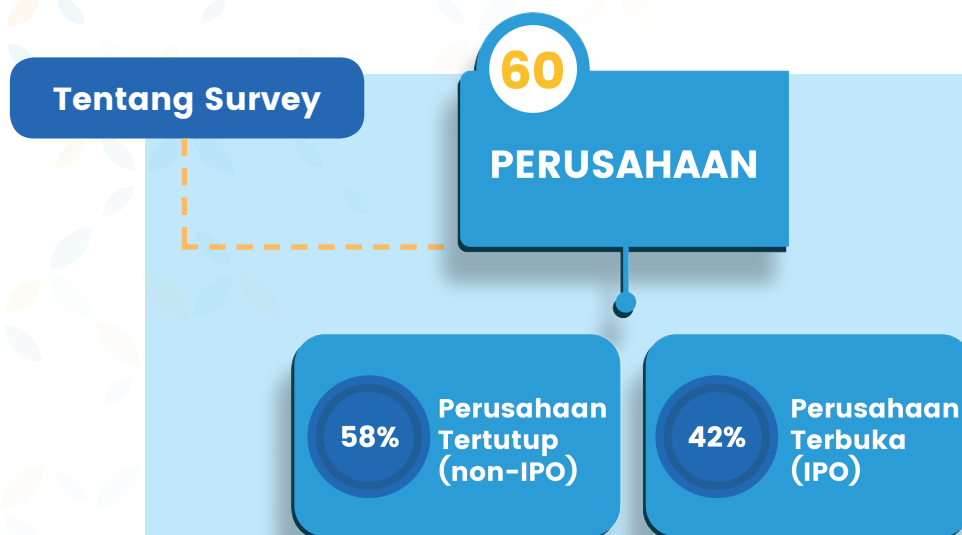 Tentang Survey
60
PERUSAHAAN
58%
Perusahaan
Tertutup
(non-IPO)
42%
Perusahaan
Terbuka
(IPO)